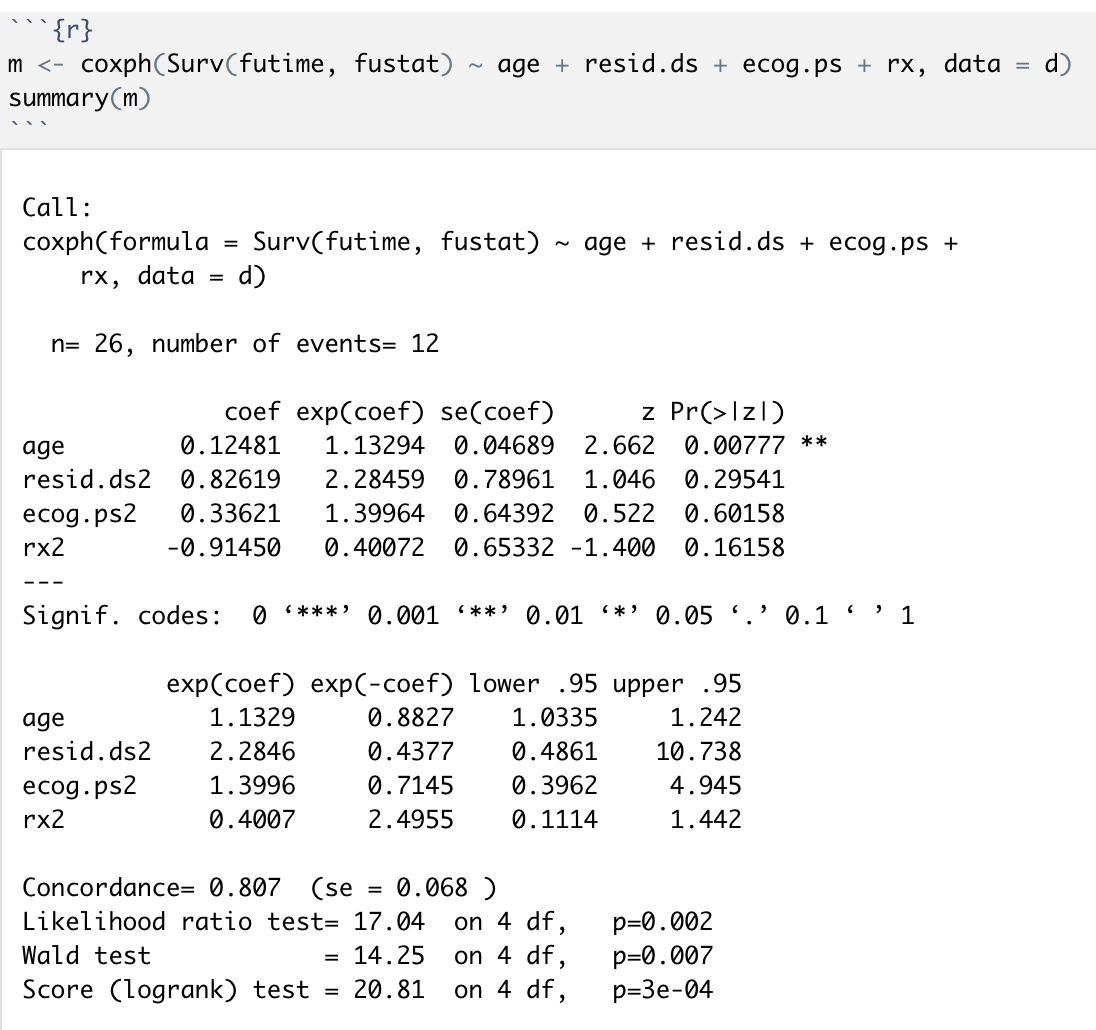 ```{r}
m <- coxph(Surv(futime, fustat) ~ age + resid.ds + ecog.ps + rx, data = d)
summary(m)
```
Call:
coxph(formula = Surv(futime, fustat) ~ age + resid.ds + ecog.ps +
    rx, data = d)

  n= 26, number of events= 12

              coef exp(coef) se(coef)      z Pr(>|z|)
age        0.12481   1.13294  0.04689  2.662  0.00777 **
resid.ds2  0.82619   2.28459  0.78961  1.046  0.29541
ecog.ps2   0.33621   1.39964  0.64392  0.522  0.60158
rx2       -0.91450   0.40072  0.65332 -1.400  0.16158
---
Signif. codes:  0 ‘***’ 0.001 ‘**’ 0.01 ‘*’ 0.05 ‘.’ 0.1 ‘ ’ 1

          exp(coef) exp(-coef) lower .95 upper .95
age          1.1329     0.8827    1.0335     1.242
resid.ds2    2.2846     0.4377    0.4861    10.738
ecog.ps2     1.3996     0.7145    0.3962     4.945
rx2          0.4007     2.4955    0.1114     1.442

Concordance= 0.807  (se = 0.068 )
Likelihood ratio test= 17.04  on 4 df,   p=0.002
Wald test            = 14.25  on 4 df,   p=0.007
Score (logrank) test = 20.81  on 4 df,   p=3e-04